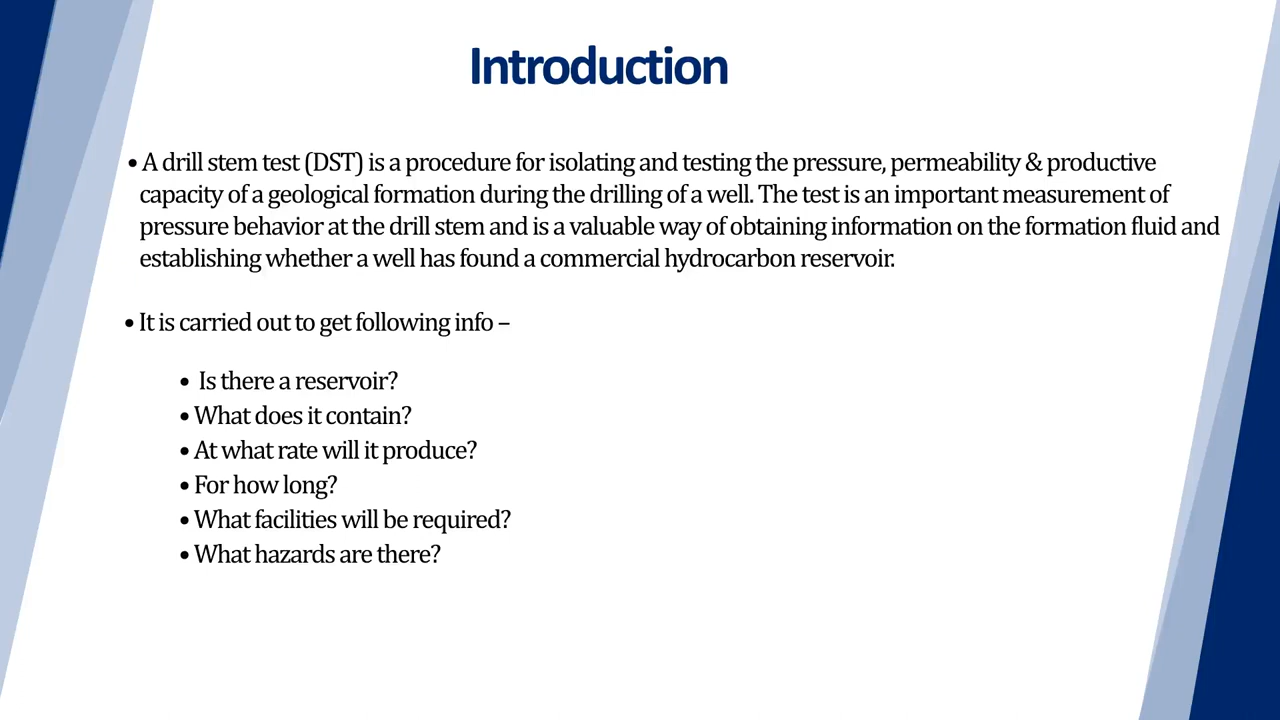 Introduction
• A drill stem test (DST) is a procedure for isolating and testing the pressure, permeability & productive
capacity of a geological formation during the drilling of a well. The test is an important measurement of
pressure behavior at the drill stem and is a valuable way of obtaining information on the formation fluid and
establishing whether a well has found a commercial hydrocarbon reservoir.
• It is carried out to get following info –
• Is there a reservoir?
• What does it contain?
• At what rate will it produce?
• For how long?
• What facilities will be required?
• What hazards are there?